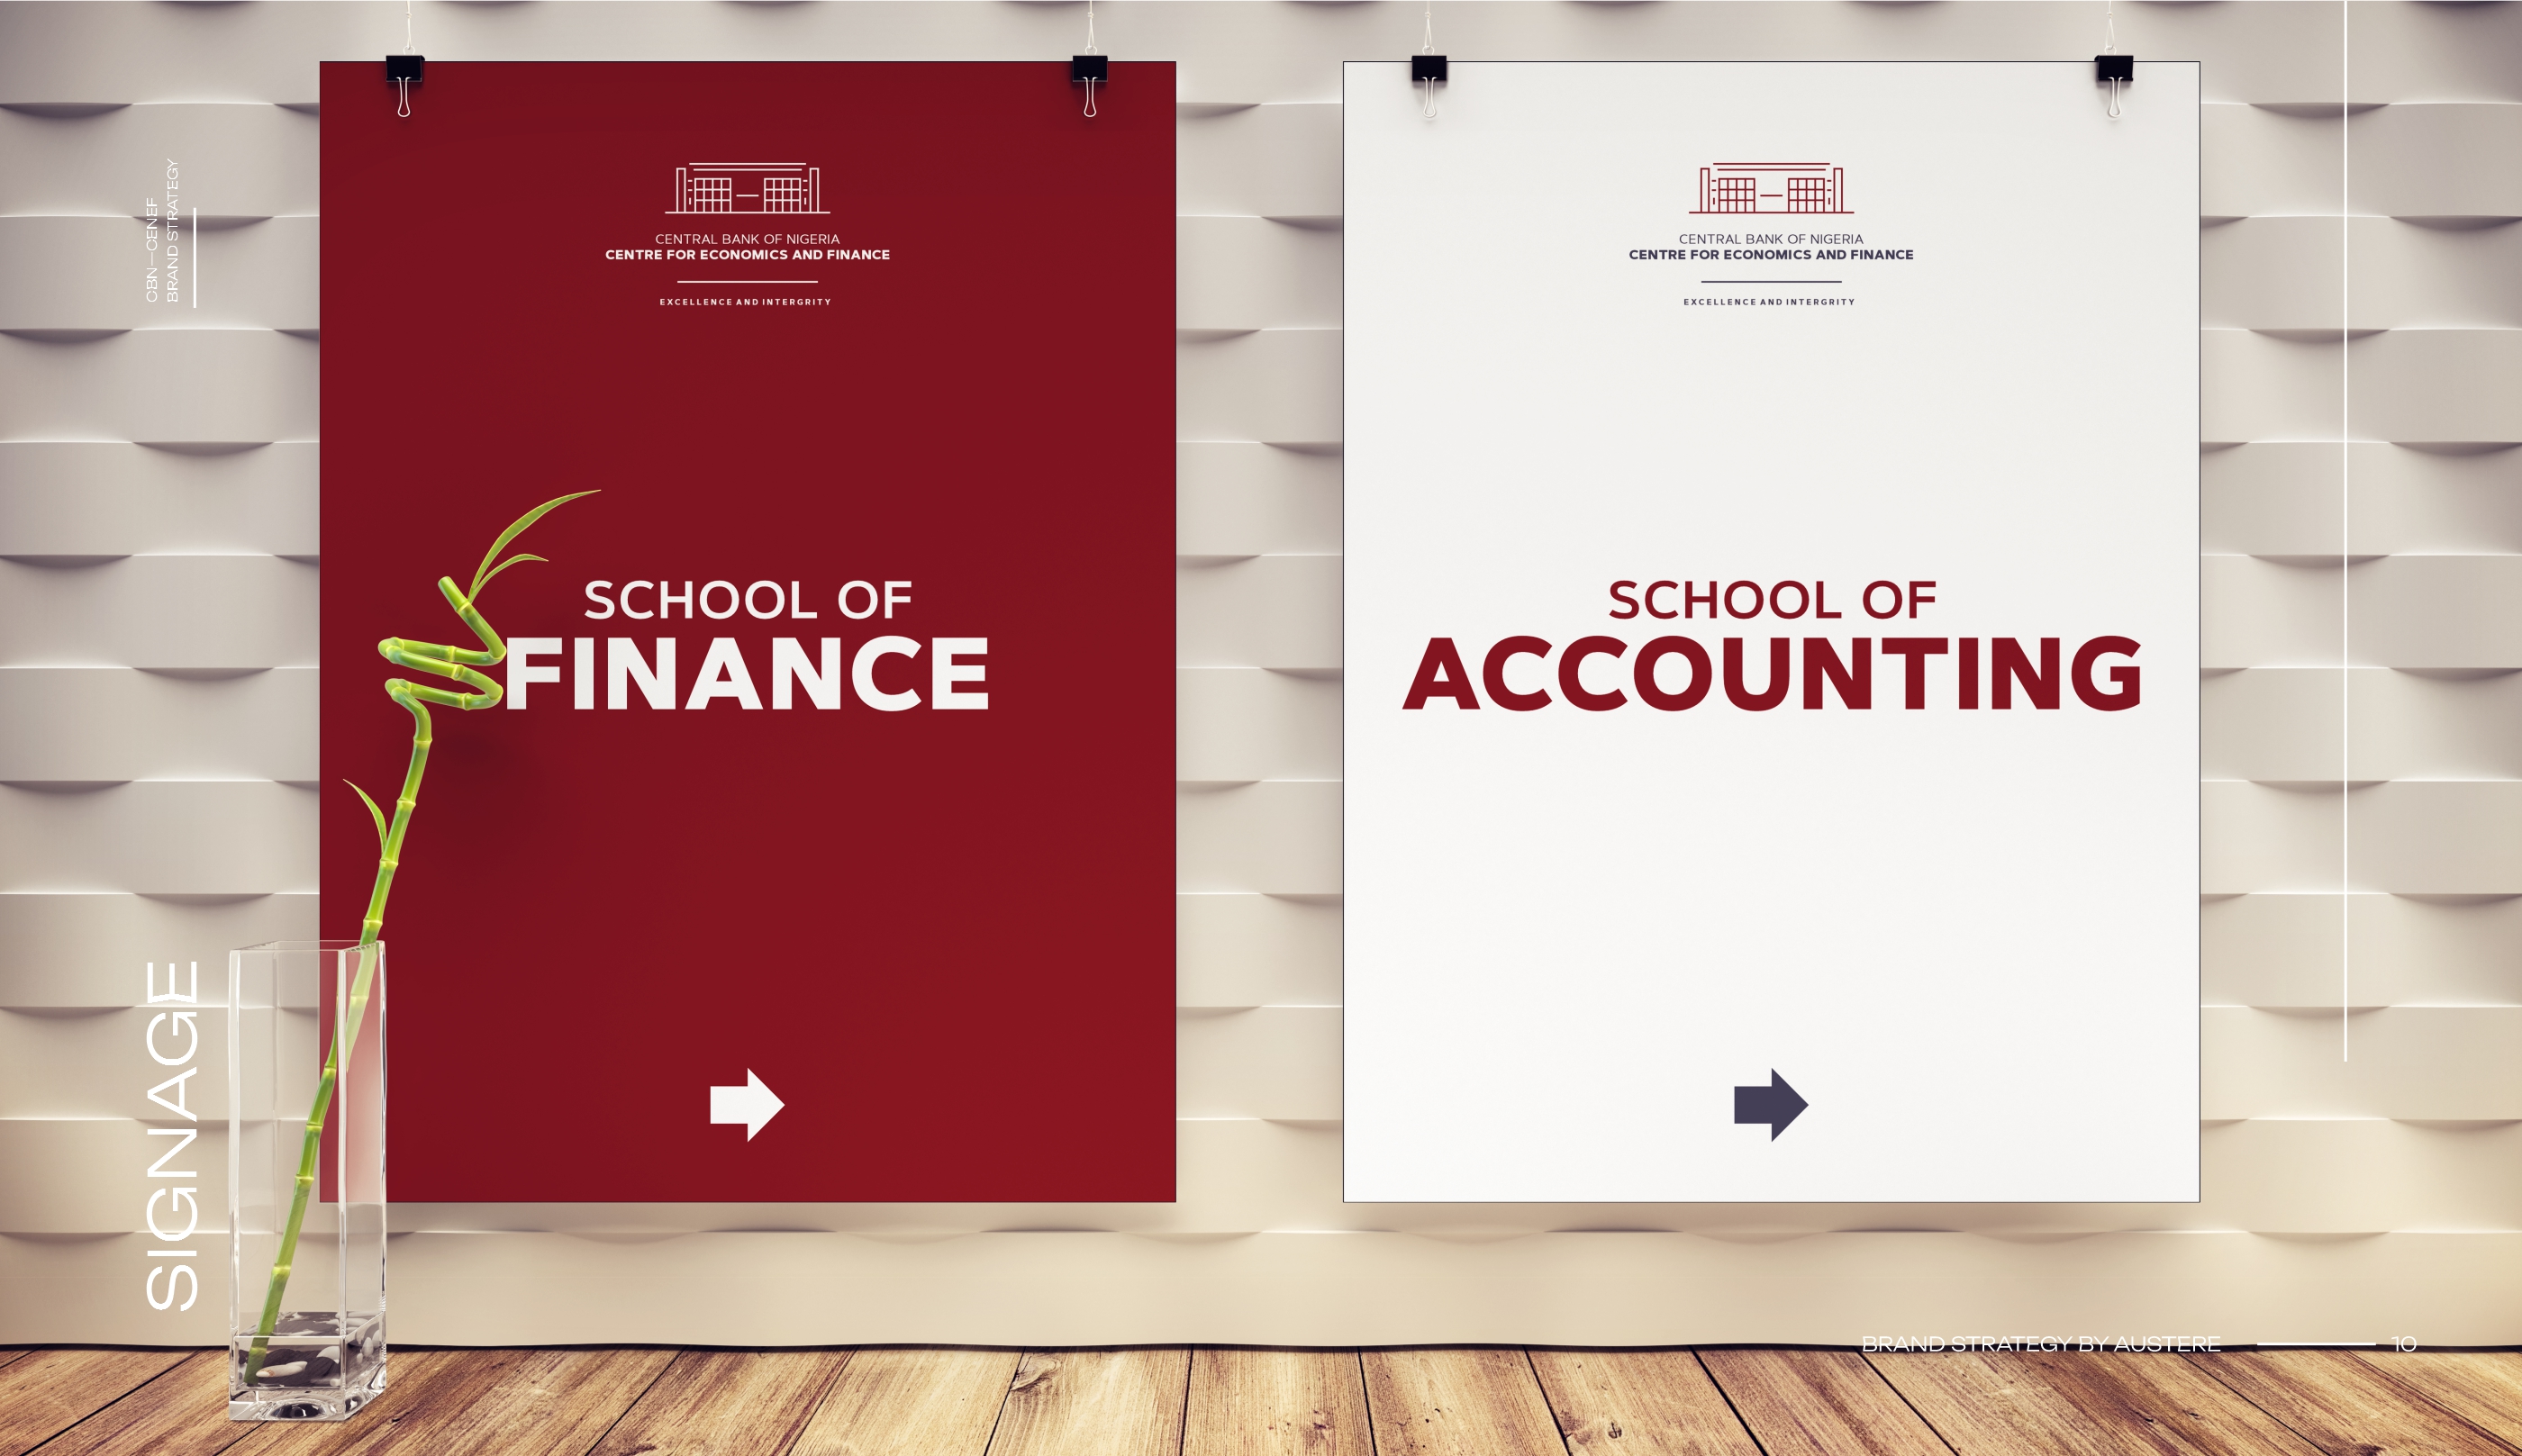 CBN—CENEF
BRAND STRATEGY
SIGNAGE
CENTRAL BANK OF NIGERIA
CENTRE FOR ECONOMICS AND FINANCE
EXCELLENCE AND INTERGRITY
SCHOOL OF
FINANCE
CENTRAL BANK OF NIGERIA
CENTRE FOR ECONOMICS AND FINANCE
EXCELLENCE AND INTERGRITY
SCHOOL OF
ACCOUNTING
BRAND STRATEGY BY AUSTERE 10